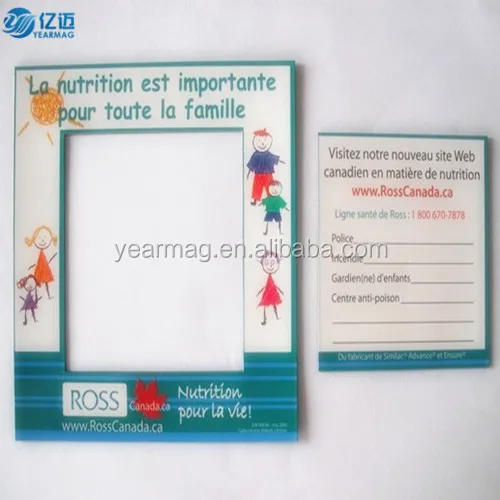 亿迈
YEARMAG
La nutrition est importante
pour toute la famille
ROSS
Canada.ca
Nutrition
pour la vie!
www.RossCanada.ca
Visitez notre nouveau site Web
canadien en matière de nutrition
www.RossCanada.ca
Ligne santé de Ross : 1 800 670-7878
Police
Incendie
Gardien(ne) d'enfants
Centre anti-poison
Du fabricant de Similac® Advance® et Ensure®
yearmag.en.alibaba.com